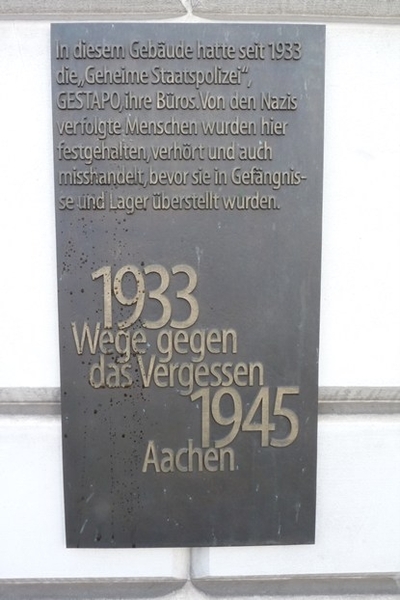 In diesem Gebäude hatte seit 1933
die „Geheime Staatspolizei“,
GESTAPO, ihre Büros. Von den Nazis
verfolgte Menschen wurden hier
festgehalten, verhört und auch
misshandelt, bevor sie in Gefängnis-
se und Lager überstellt wurden.
1933
Wege gegen
das Vergessen
1945
Aachen